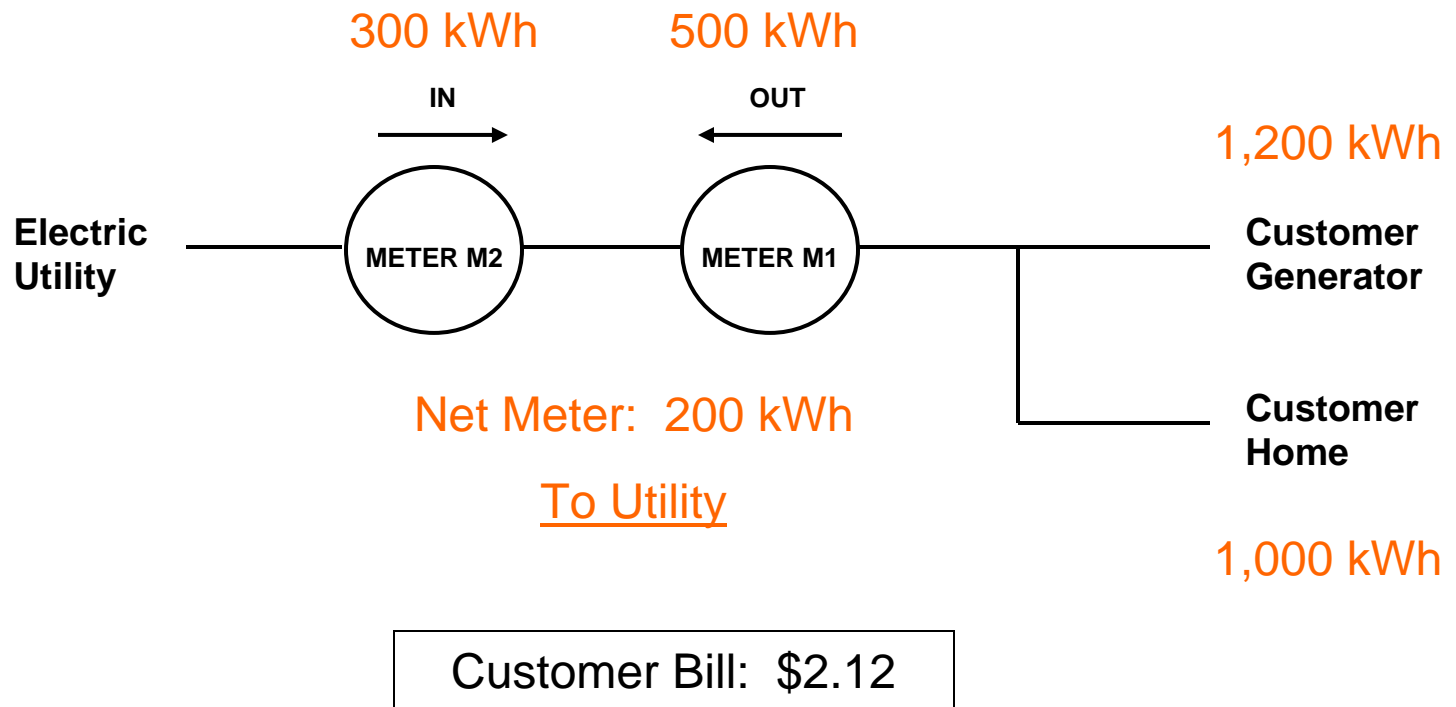 300 kWh
500 kWh
IN
OUT
1,200 kWh
Electric
Utility
METER M2
METER M1
Customer
Generator
Net Meter: 200 kWh
To Utility
Customer
Home
1,000 kWh
Customer Bill: $2.12